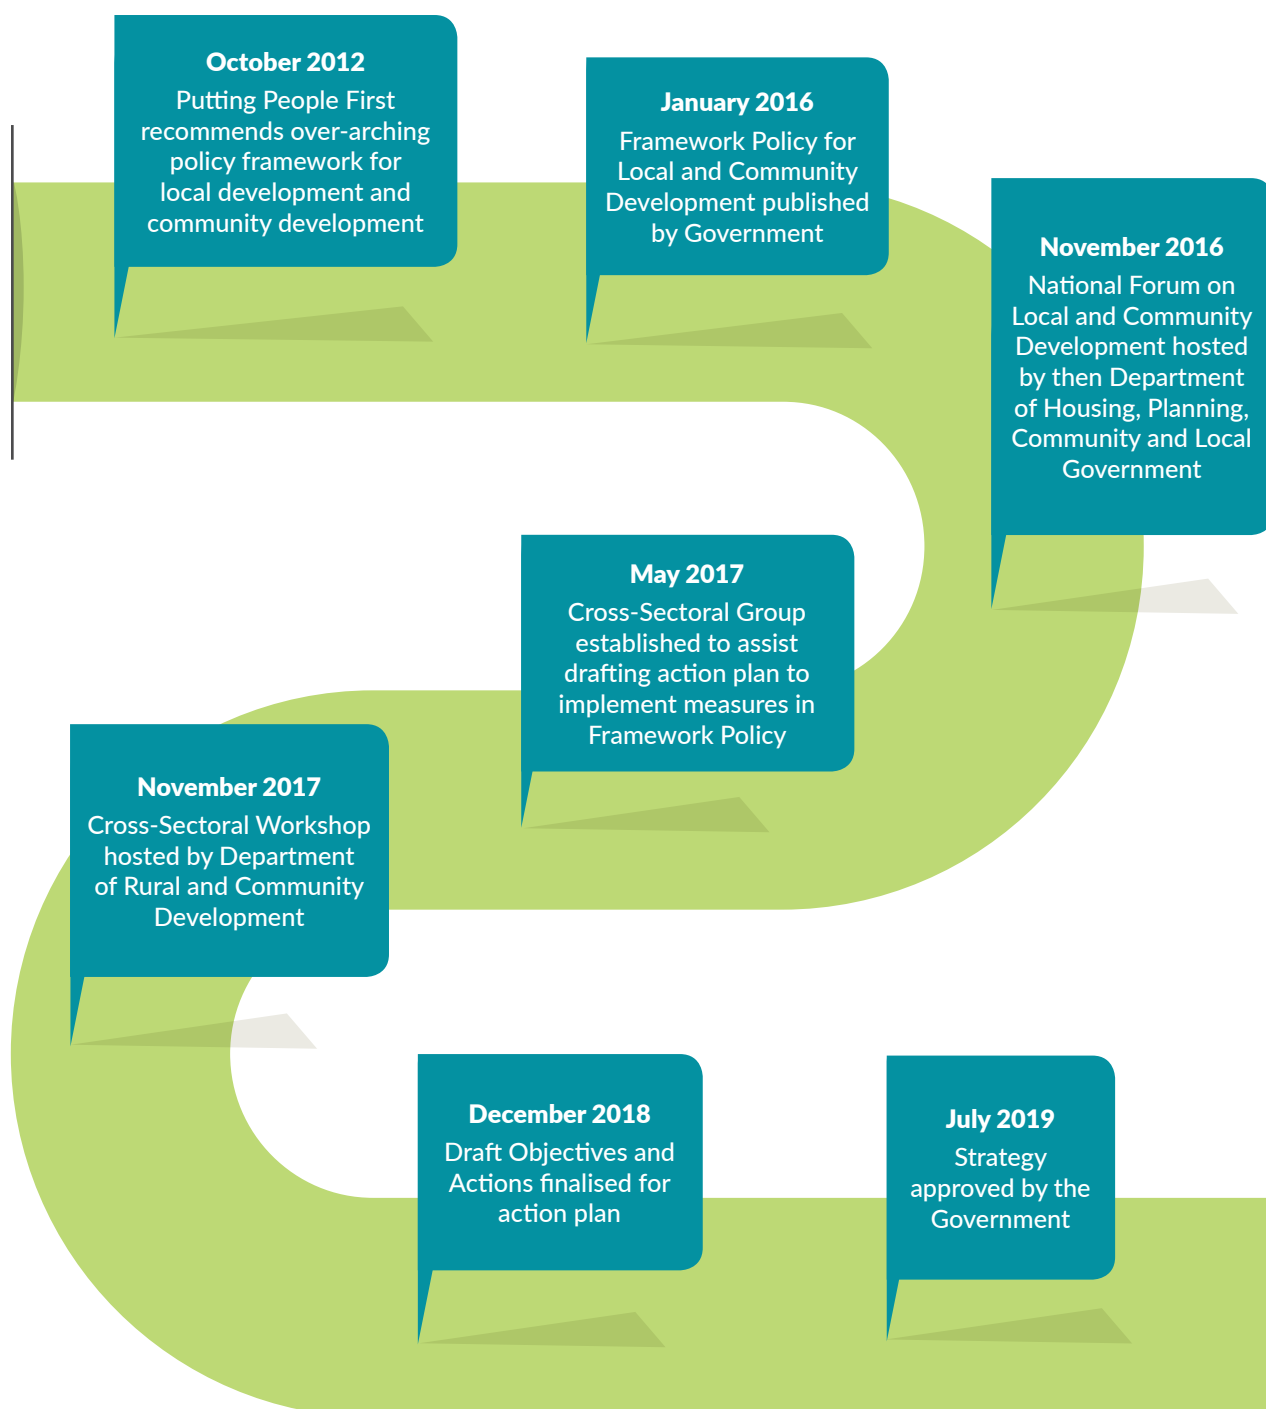 October 2012
Putting People First
recommends over-arching
policy framework for
local development and
community development
January 2016
Framework Policy for
Local and Community
Development published
by Government
November 2016
National Forum on
Local and Community
Development hosted
by then Department
of Housing, Planning,
Community and Local
Government
May 2017
Cross-Sectoral Group
established to assist
drafting action plan to
implement measures in
Framework Policy
November 2017
Cross-Sectoral Workshop
hosted by Department
of Rural and Community
Development
December 2018
Draft Objectives and
Actions finalised for
action plan
July 2019
Strategy
approved by the
Government